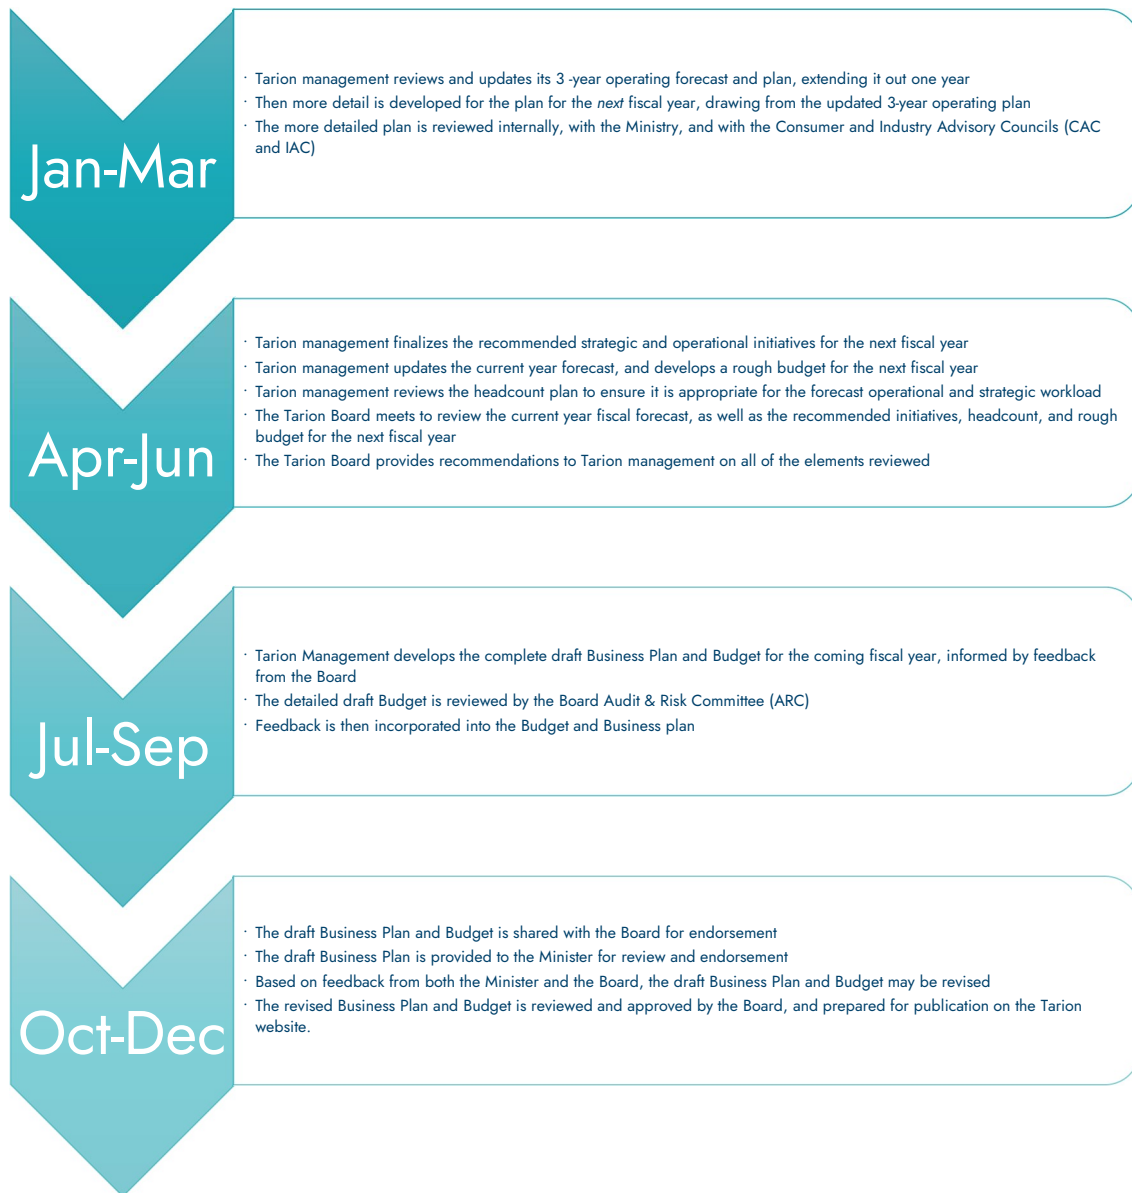 Jan-Mar
· Tarion management reviews and updates its 3 -year operating forecast and plan, extending it out one year
· Then more detail is developed for the plan for the next fiscal year, drawing from the updated 3-year operating plan
· The more detailed plan is reviewed internally, with the Ministry, and with the Consumer and Industry Advisory Councils (CAC
and IAC)
Apr-Jun
· Tarion management finalizes the recommended strategic and operational initiatives for the next fiscal year
· Tarion management updates the current year forecast, and develops a rough budget for the next fiscal year
· Tarion management reviews the headcount plan to ensure it is appropriate for the forecast operational and strategic workload
· The Tarion Board meets to review the current year fiscal forecast, as well as the recommended initiatives, headcount, and rough
budget for the next fiscal year
· The Tarion Board provides recommendations to Tarion management on all of the elements reviewed
Jul-Sep
· Tarion Management develops the complete draft Business Plan and Budget for the coming fiscal year, informed by feedback
from the Board
· The detailed draft Budget is reviewed by the Board Audit & Risk Committee (ARC)
· Feedback is then incorporated into the Budget and Business plan
Oct-Dec
· The draft Business Plan and Budget is shared with the Board for endorsement
· The draft Business Plan is provided to the Minister for review and endorsement
· Based on feedback from both the Minister and the Board, the draft Business Plan and Budget may be revised
· The revised Business Plan and Budget is reviewed and approved by the Board, and prepared for publication on the Tarion
website.